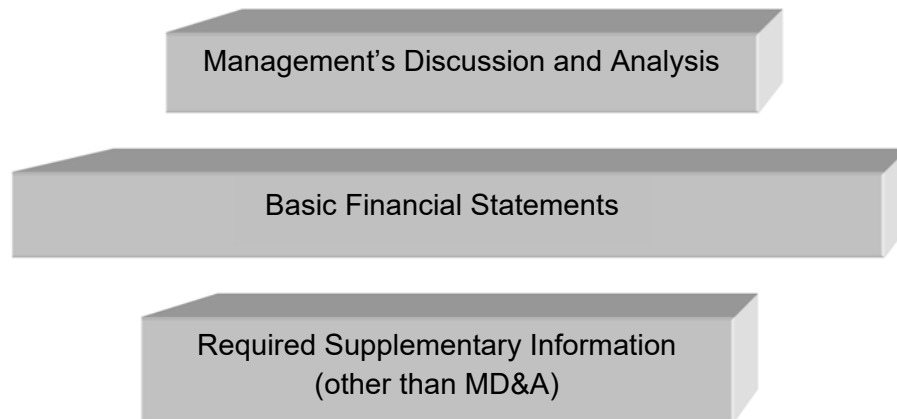 Management’s Discussion and Analysis
Basic Financial Statements
Required Supplementary Information
(other than MD&A)